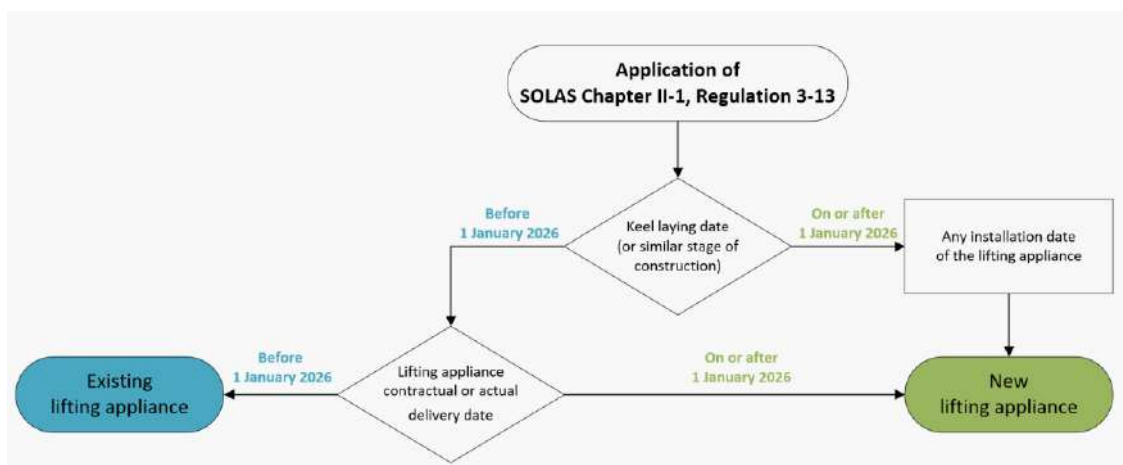 Application of
SOLAS Chapter II-1, Regulation 3-13
Before
1 January 2026
Keel laying date
(or similar stage of
construction)
On or after
1 January 2026
Any installation date
of the lifting appliance
Existing
lifting appliance
Before
1 January 2026
Lifting appliance
contractual or actual
delivery date
On or after
1 January 2026
New
lifting appliance